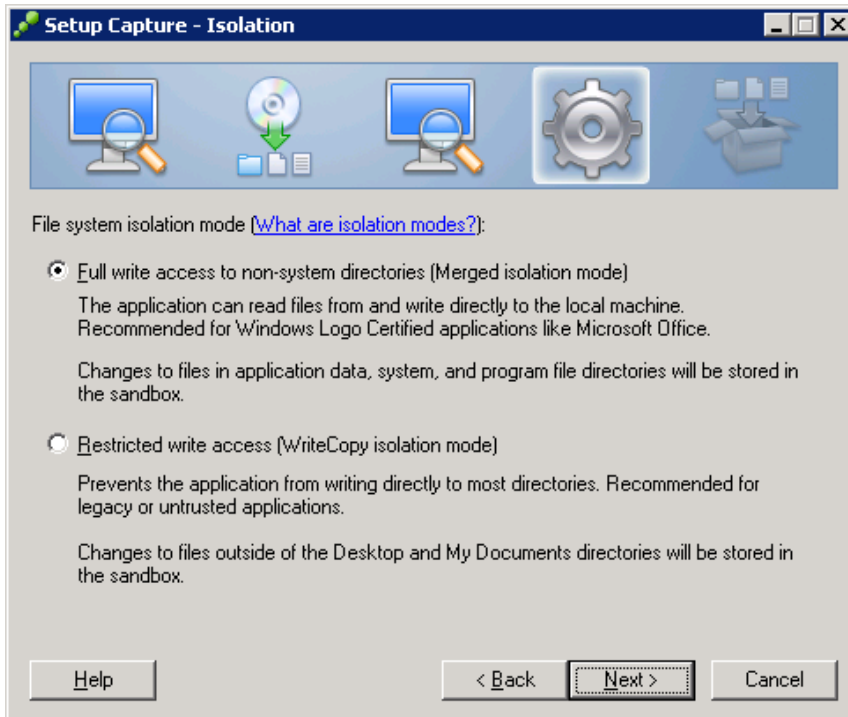 Setup Capture - Isolation
File system isolation mode (What are isolation modes?):
Full write access to non-system directories (Merged isolation mode)
The application can read files from and write directly to the local machine.
Recommended for Windows Logo Certified applications like Microsoft Office.
Changes to files in application data, system, and program file directories will be stored in
the sandbox.
Restricted write access (WriteCopy isolation mode)
Prevents the application from writing directly to most directories. Recommended for
legacy or untrusted applications.
Changes to files outside of the Desktop and My Documents directories will be stored in
the sandbox.
Help
< Back
Next >
Cancel